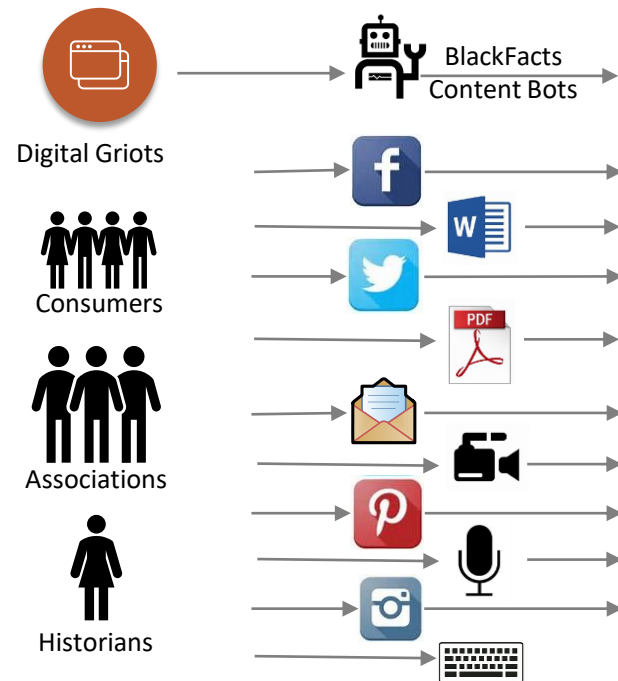 BlackFacts
Content Bots
Digital Griots
f
W
Consumers
PDF
Associations
Historians